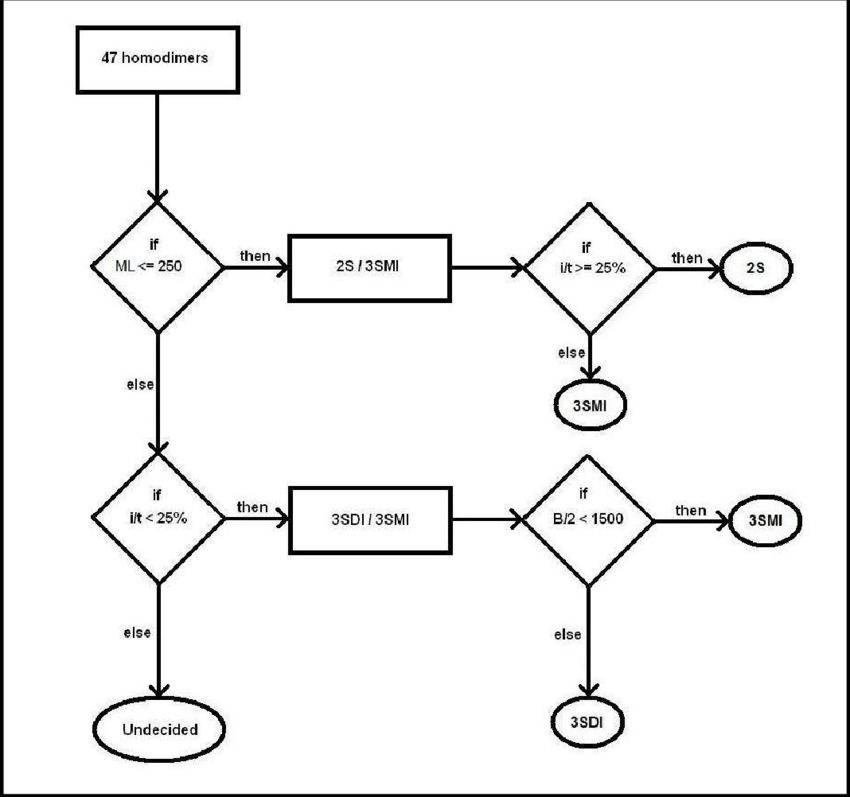 47 homodimers
if
ML <= 250
then
2S / 3SMI
if
i/t >= 25%
then
2S
else
3SMI
else
if
i/t < 25%
then
3SDI / 3SMI
if
B/2 < 1500
then
3SMI
else
Undecided
else
3SDI